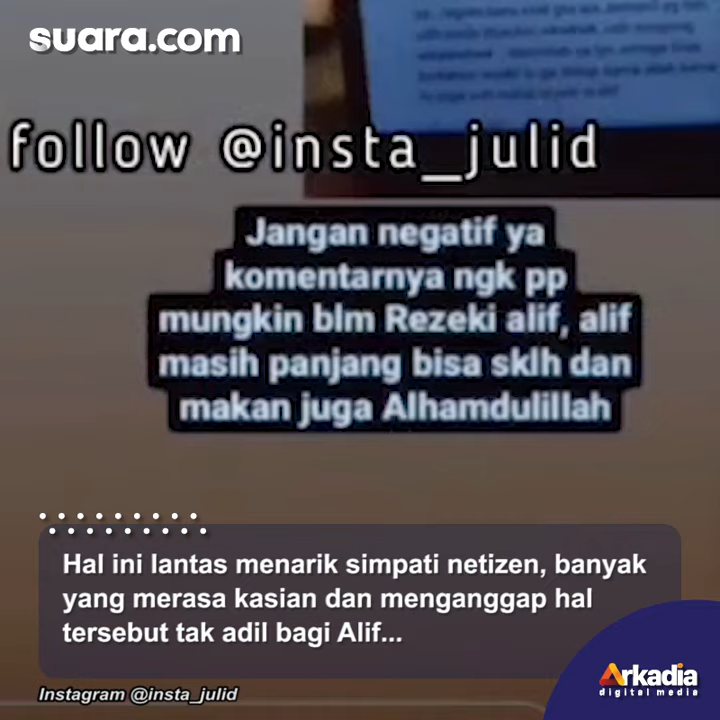 suara.com
follow @insta_julid
Jangan negatif ya
komentarnya ngk pp
mungkin blm Rezeki alif, alif
masih panjang bisa sklh dan
makan juga Alhamdulillah
Hal ini lantas menarik simpati netizen, banyak
yang merasa kasian dan menganggap hal
tersebut tak adil bagi Alif...
Instagram @insta_julid
Arkadia
digital media